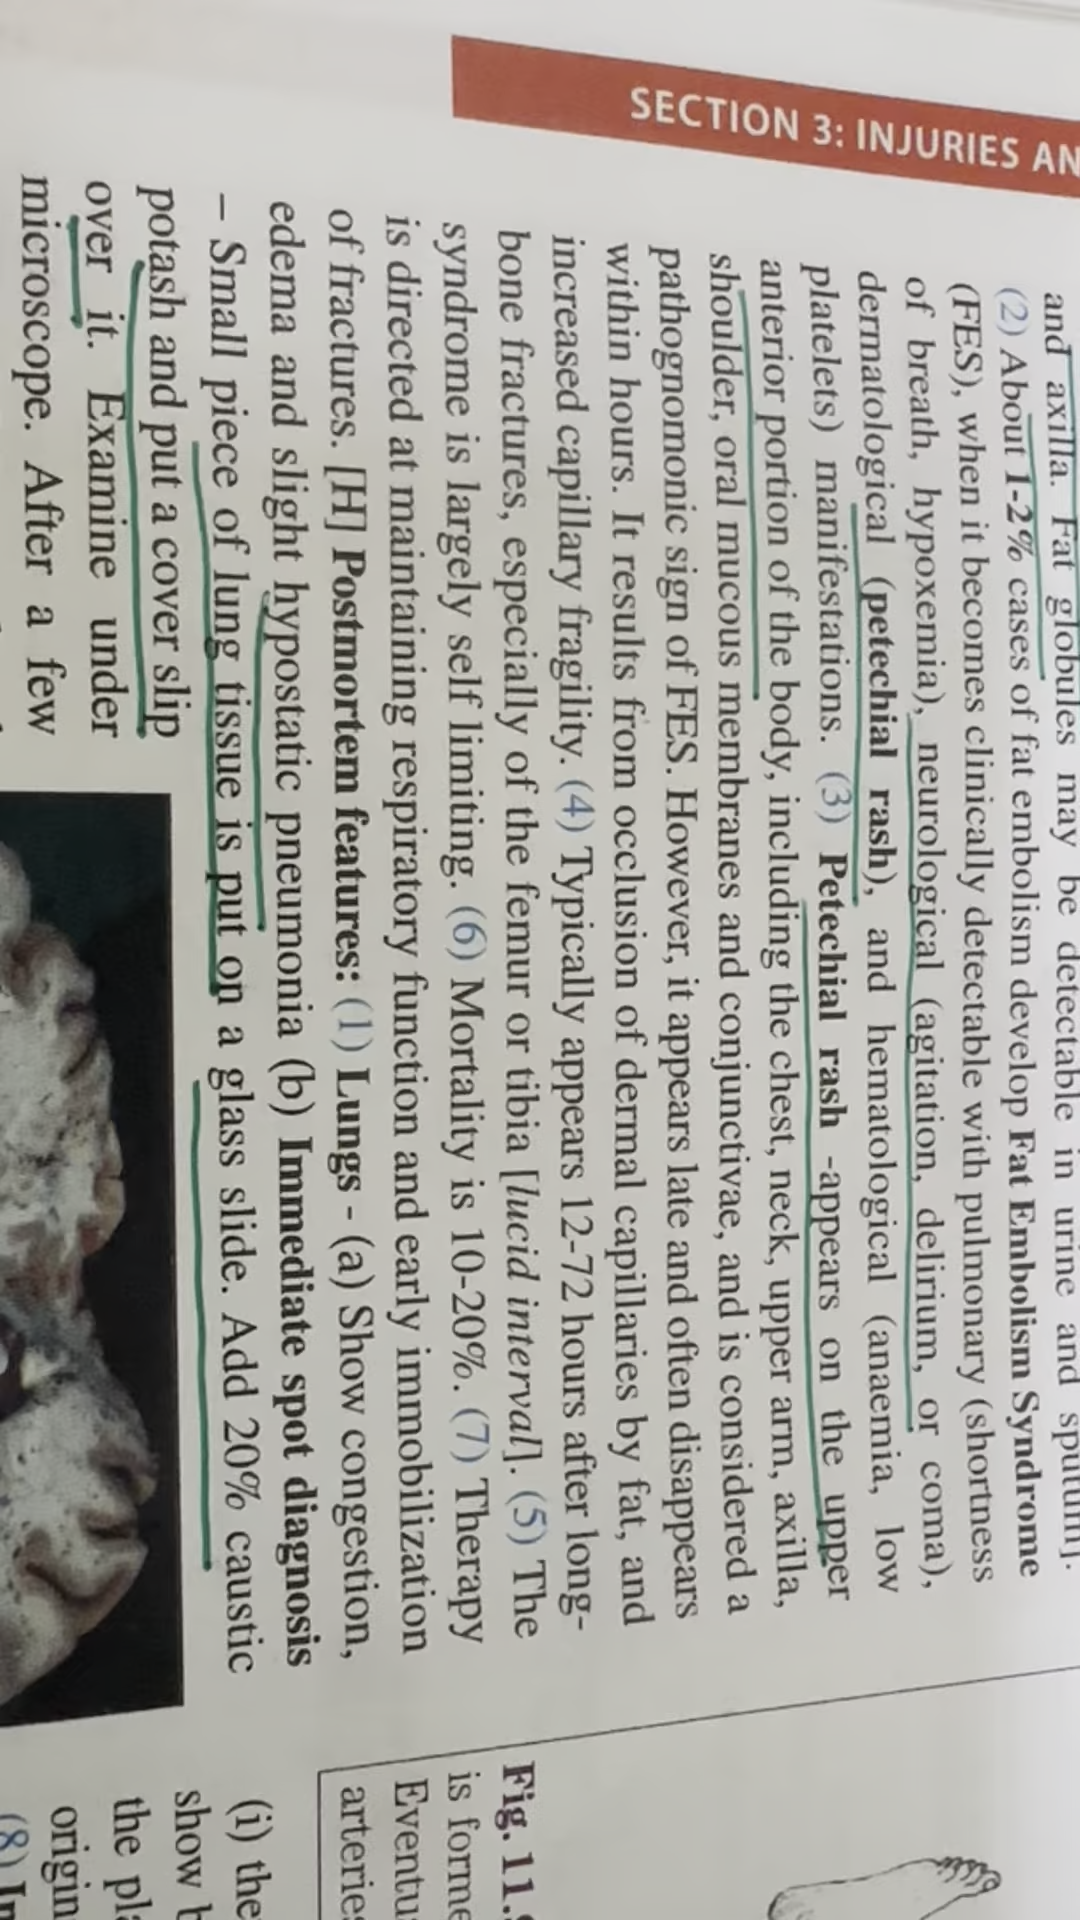 SECTION 3: INJURIES AN
and axilla. Fat globules may be detectable in urine and sputum].
(2) About 1-2% cases of fat embolism develop Fat Embolism Syndrome
(FES), when it becomes clinically detectable with pulmonary (shortness
of breath, hypoxemia), neurological (agitation, delirium, or coma),
dermatological (petechial rash), and hematological (anaemia, low
platelets) manifestations. (3) Petechial rash -appears on the upper
anterior portion of the body, including the chest, neck, upper arm, axilla,
shoulder, oral mucous membranes and conjunctivae, and is considered a
pathognomonic sign of FES. However, it appears late and often disappears
within hours. It results from occlusion of dermal capillaries by fat, and
increased capillary fragility. (4) Typically appears 12-72 hours after long-
bone fractures, especially of the femur or tibia [lucid interval]. (5) The
syndrome is largely self limiting. (6) Mortality is 10-20%. (7) Therapy
is directed at maintaining respiratory function and early immobilization
of fractures. [H] Postmortem features: (1) Lungs - (a) Show congestion,
edema and slight hypostatic pneumonia (b) Immediate spot diagnosis
– Small piece of lung tissue is put on a glass slide. Add 20% caustic
potash and put a cover slip
over it. Examine under
microscope. After a few
Fig. 11.
is forme
Eventu
arteries
(i) the
show b
the pla
origin
(8) In